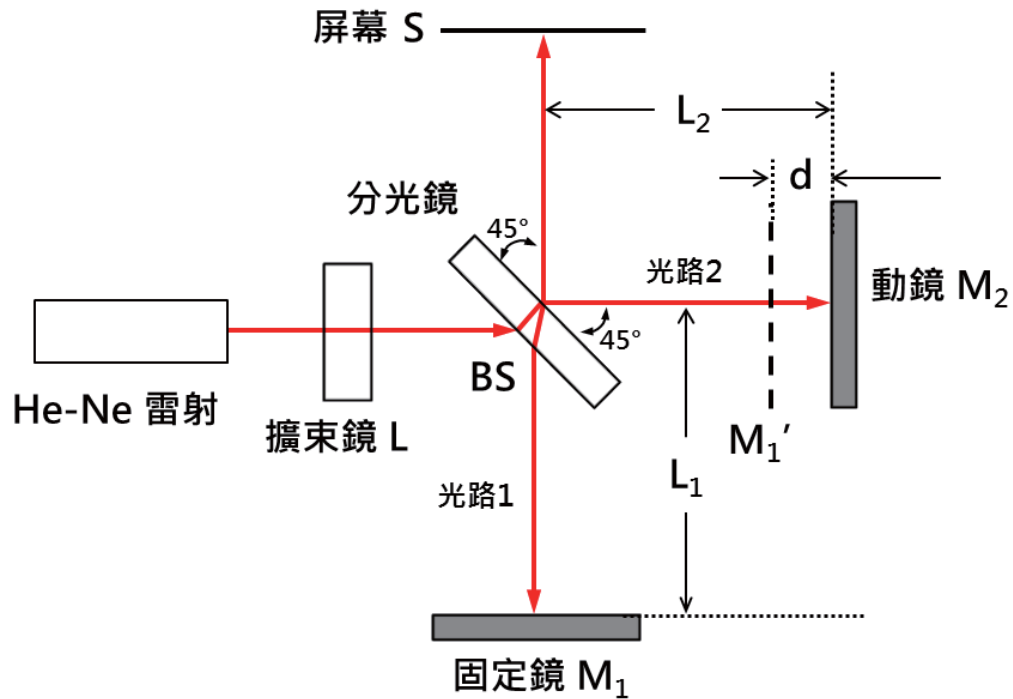 屏幕 S
L₂
d
分光鏡
45°
光路2
動鏡 M₂
45°
BS
He-Ne 雷射
擴束鏡 L
M₁’
L₁
光路1
固定鏡 M₁